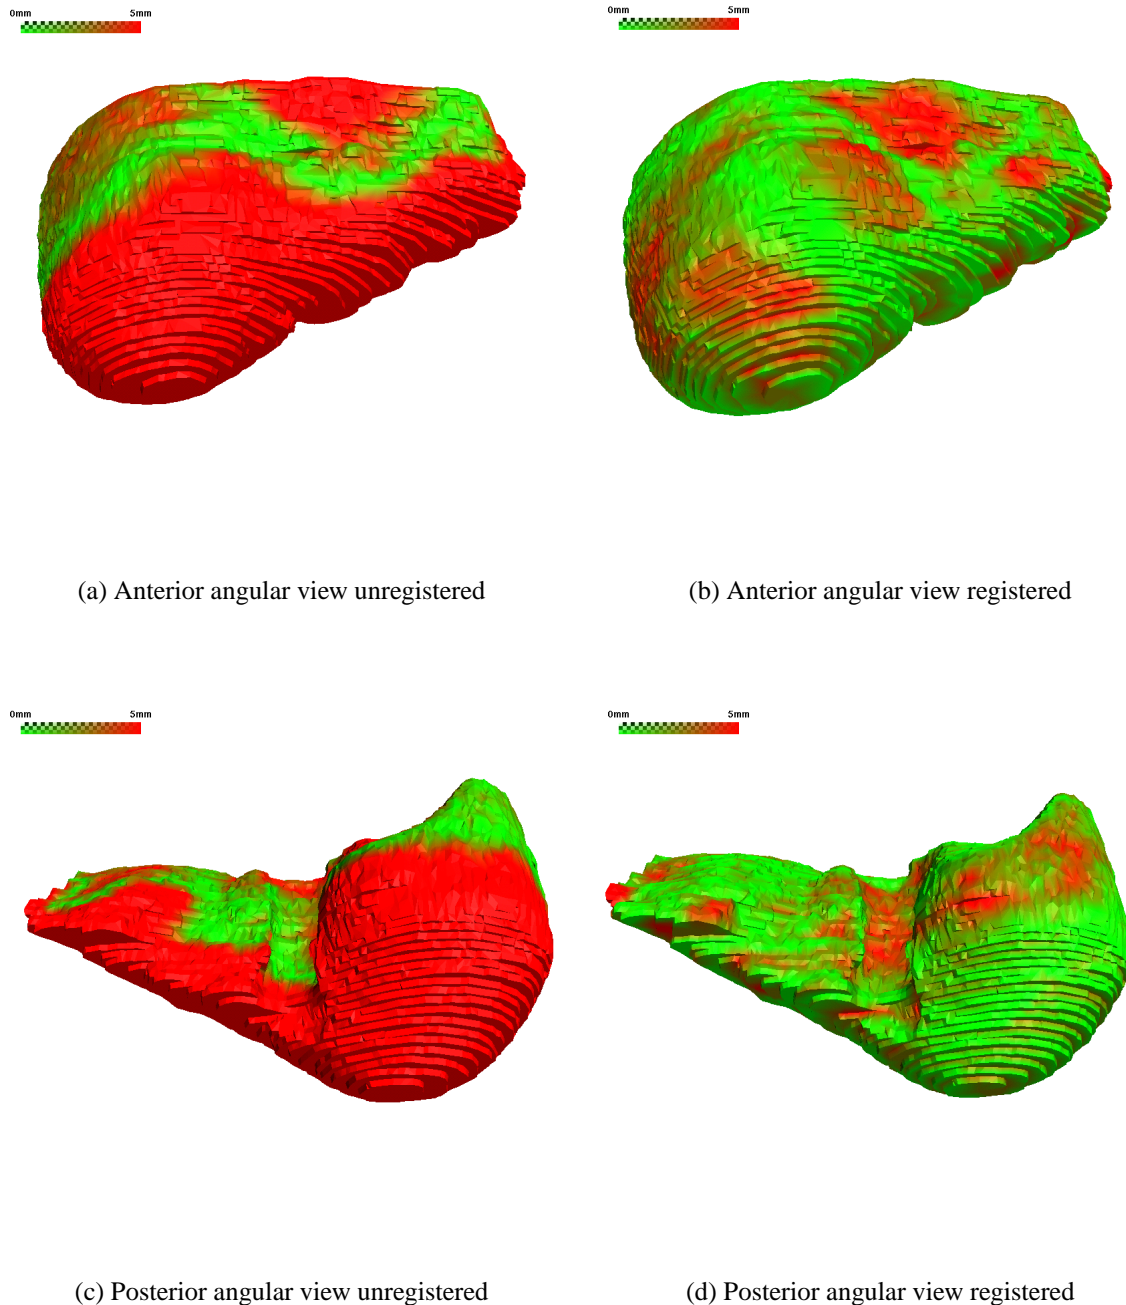 0mm 5mm
0mm 5mm
(a) Anterior angular view unregistered
(b) Anterior angular view registered
0mm 5mm
0mm 5mm
(c) Posterior angular view unregistered
(d) Posterior angular view registered